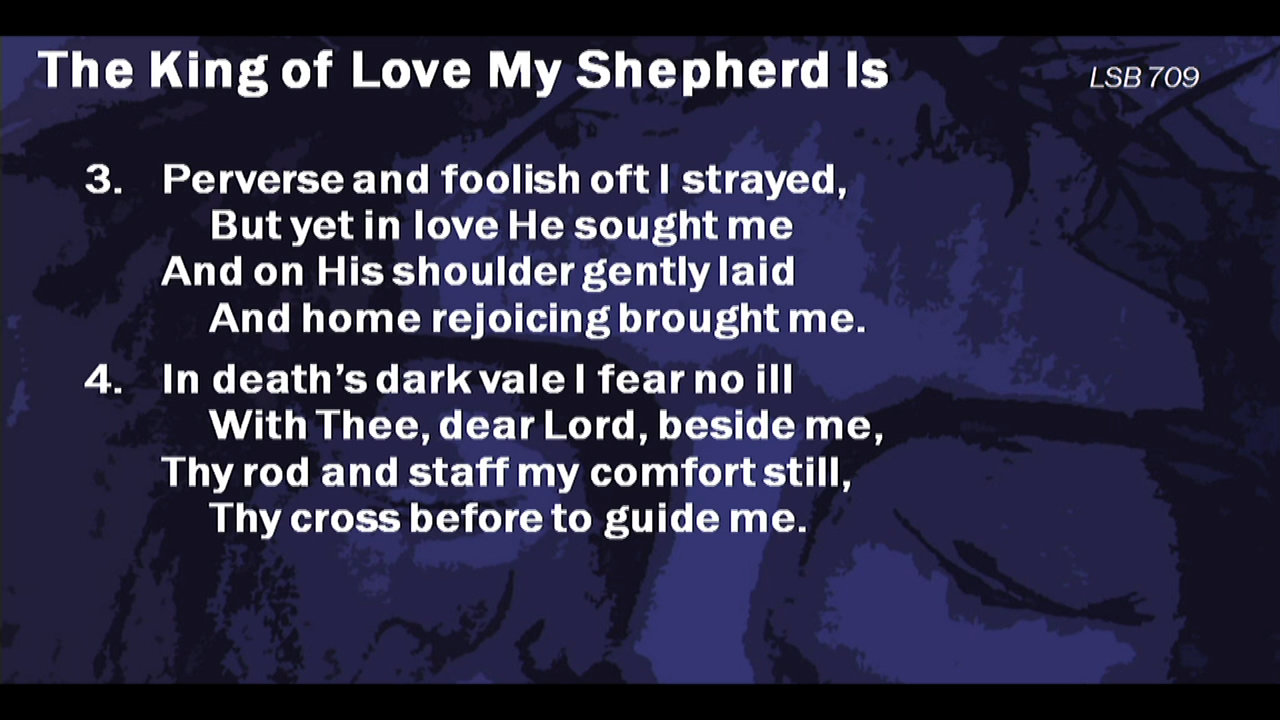 The King of Love My Shepherd Is
LSB 709
3. Perverse and foolish oft I strayed,
But yet in love He sought me
And on His shoulder gently laid
And home rejoicing brought me.
4. In death’s dark vale I fear no ill
With Thee, dear Lord, beside me,
Thy rod and staff my comfort still,
Thy cross before to guide me.